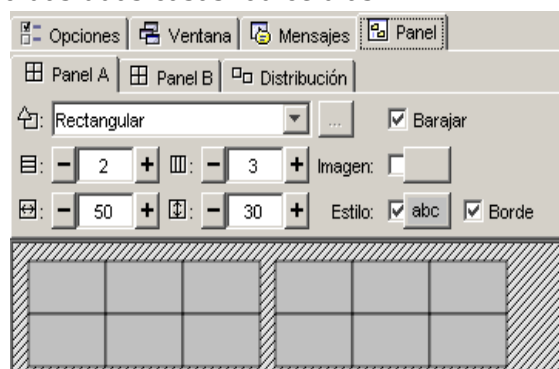 Opciones Ventana Mensajes Panel
Panel A Panel B Distribución
: Rectangular ... Barajar
: - 2 + : - 3 + Imagen:
: - 50 + : - 30 + Estilo: abc Borde